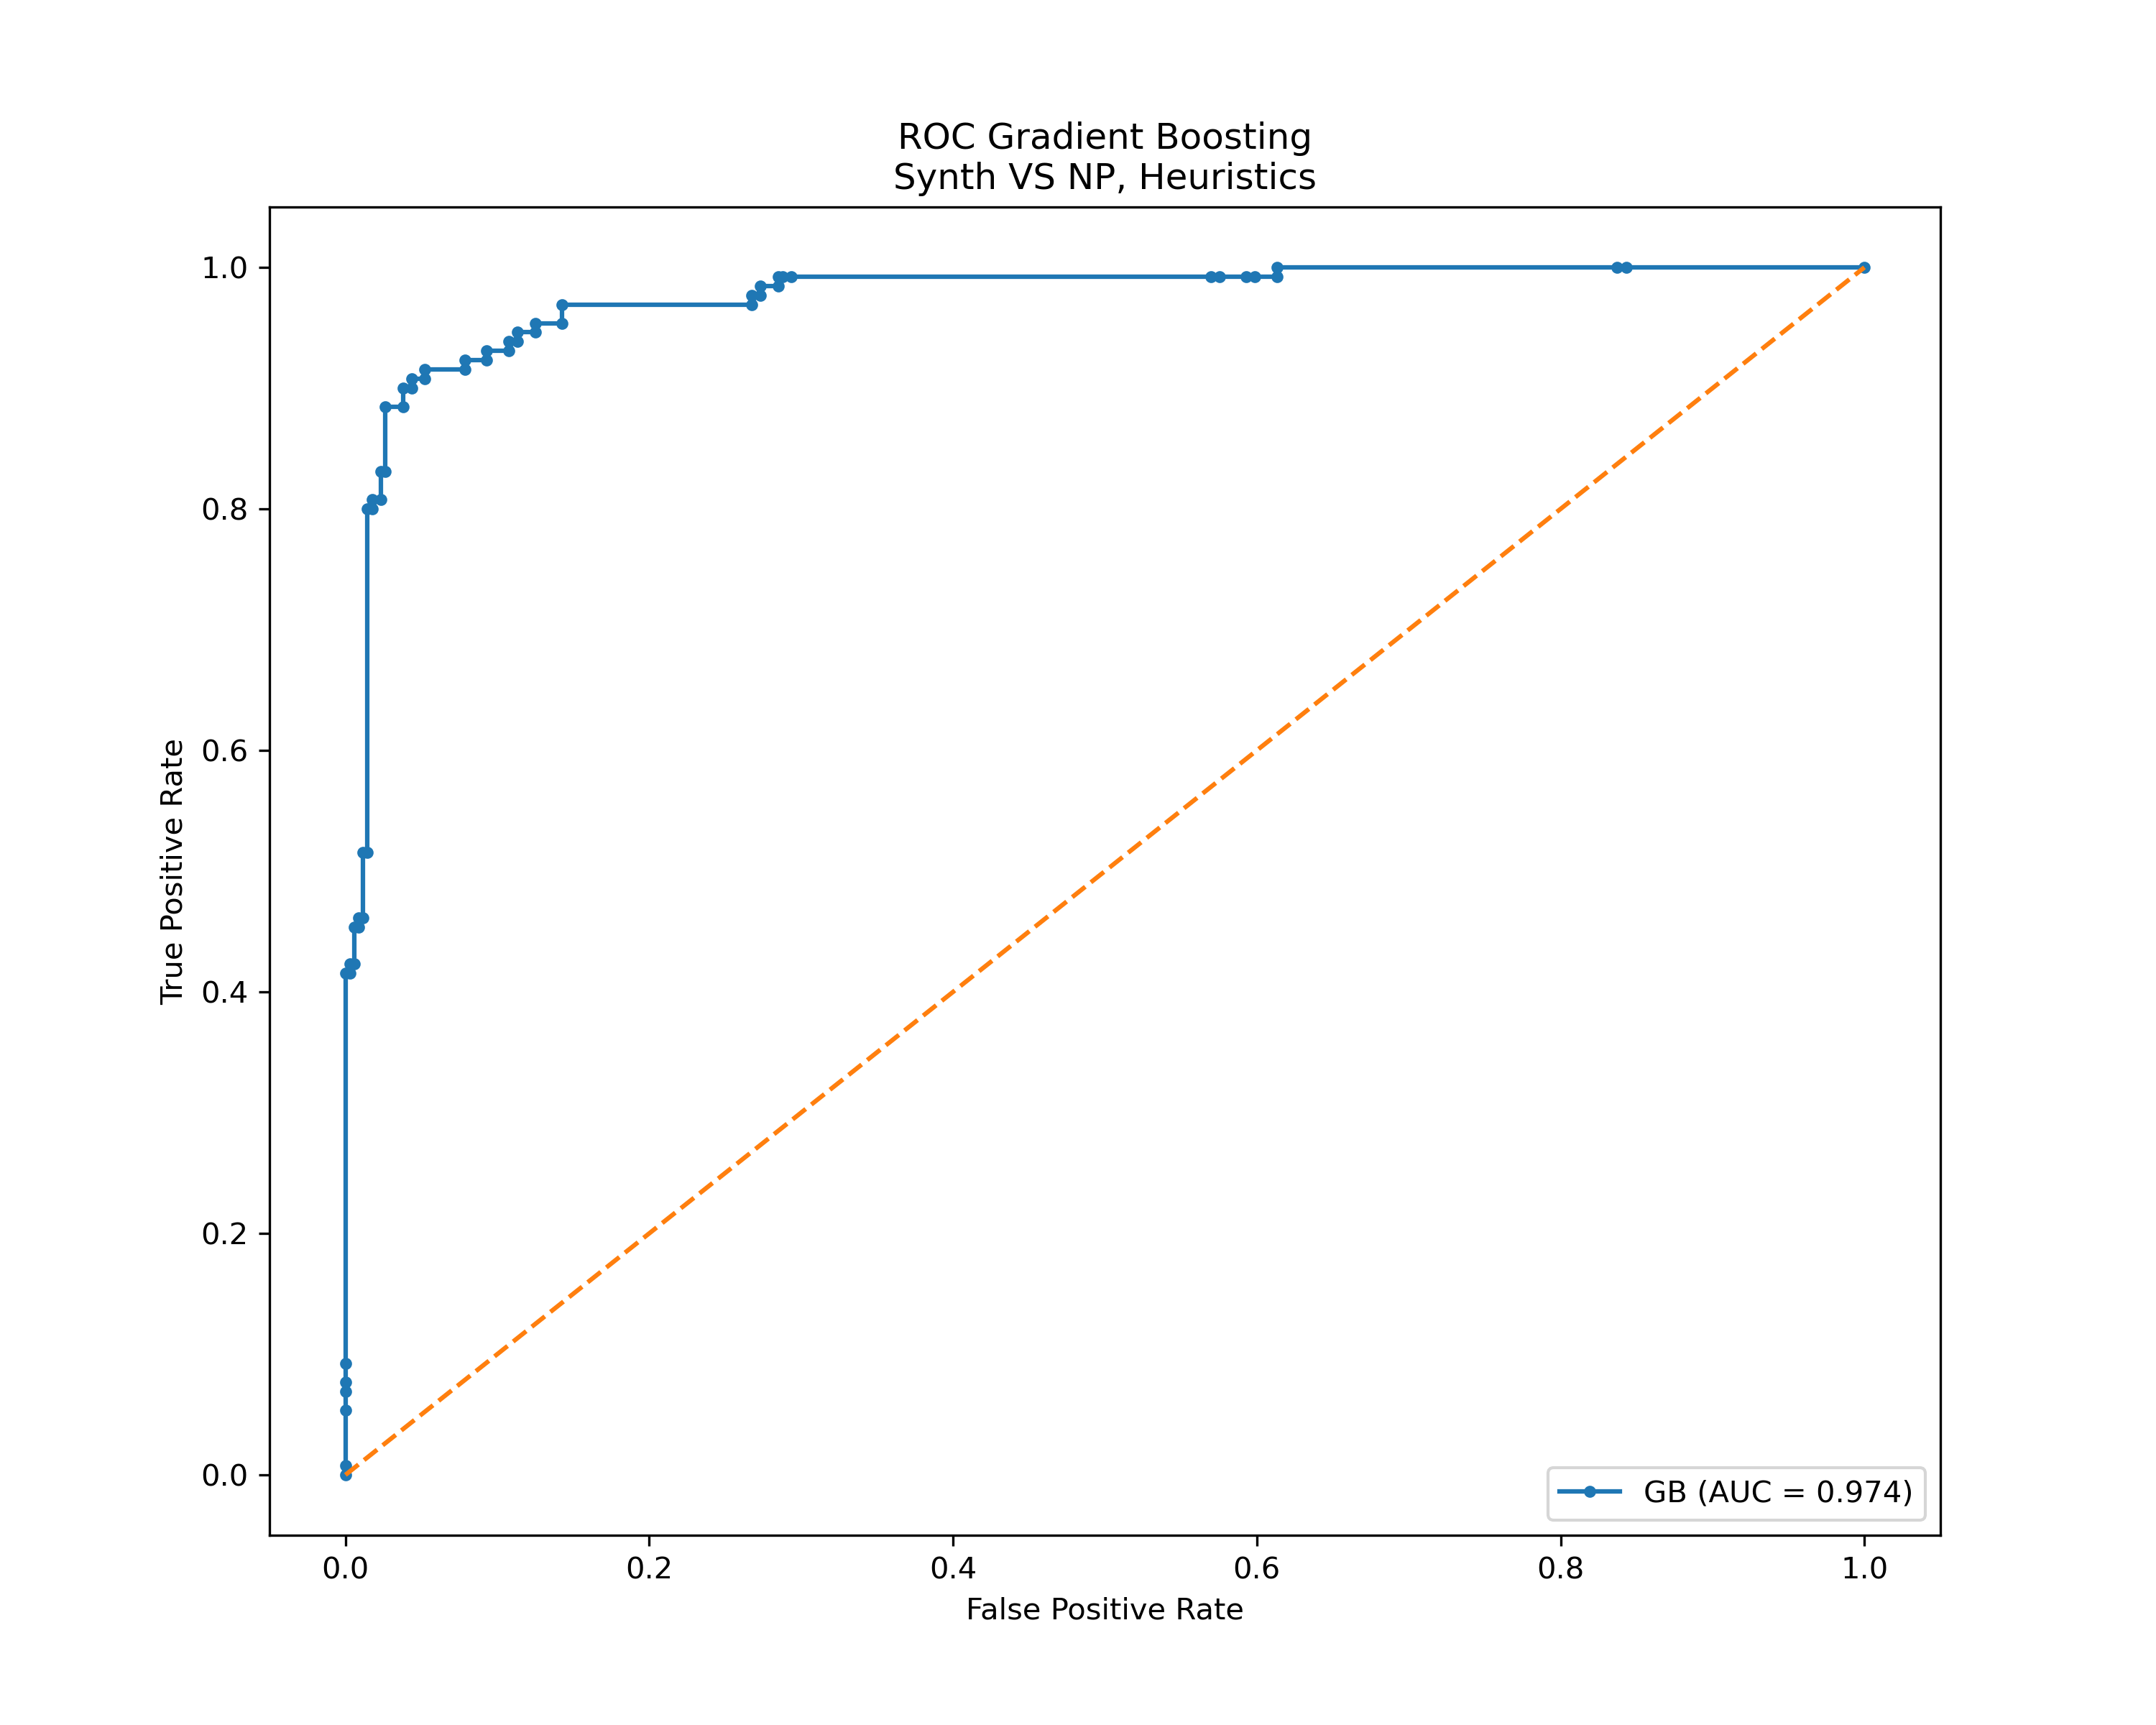 ROC Gradient Boosting
Synth VS NP, Heuristics
1.0
0.8
0.6
0.4
0.2
0.0
True Positive Rate
GB (AUC = 0.974)
0.0 0.2 0.4 0.6 0.8 1.0
False Positive Rate